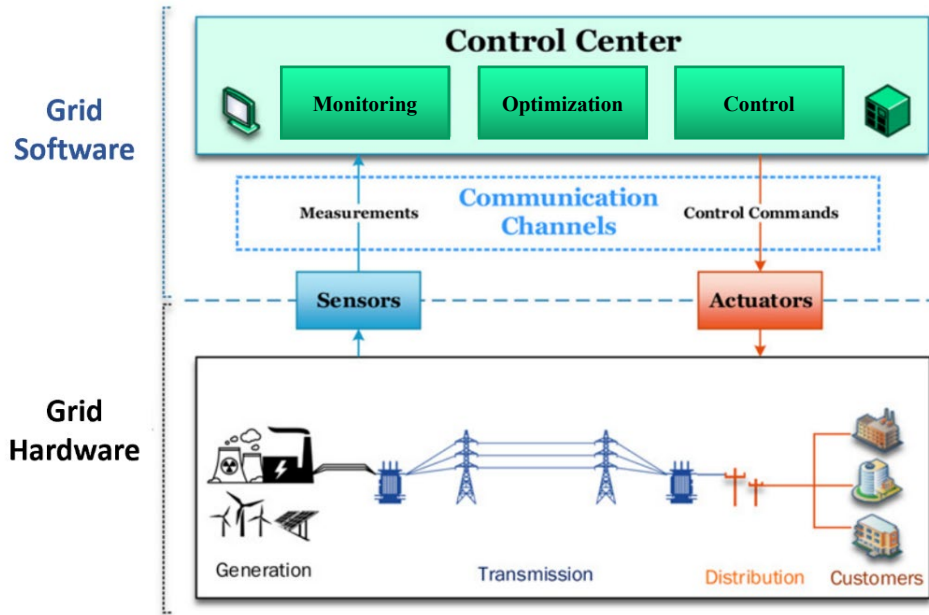 Control Center
Monitoring
Optimization
Control
Grid
Software
Communication
Channels
Measurements
Control Commands
Sensors
Actuators
Grid
Hardware
Generation
Transmission
Distribution
Customers